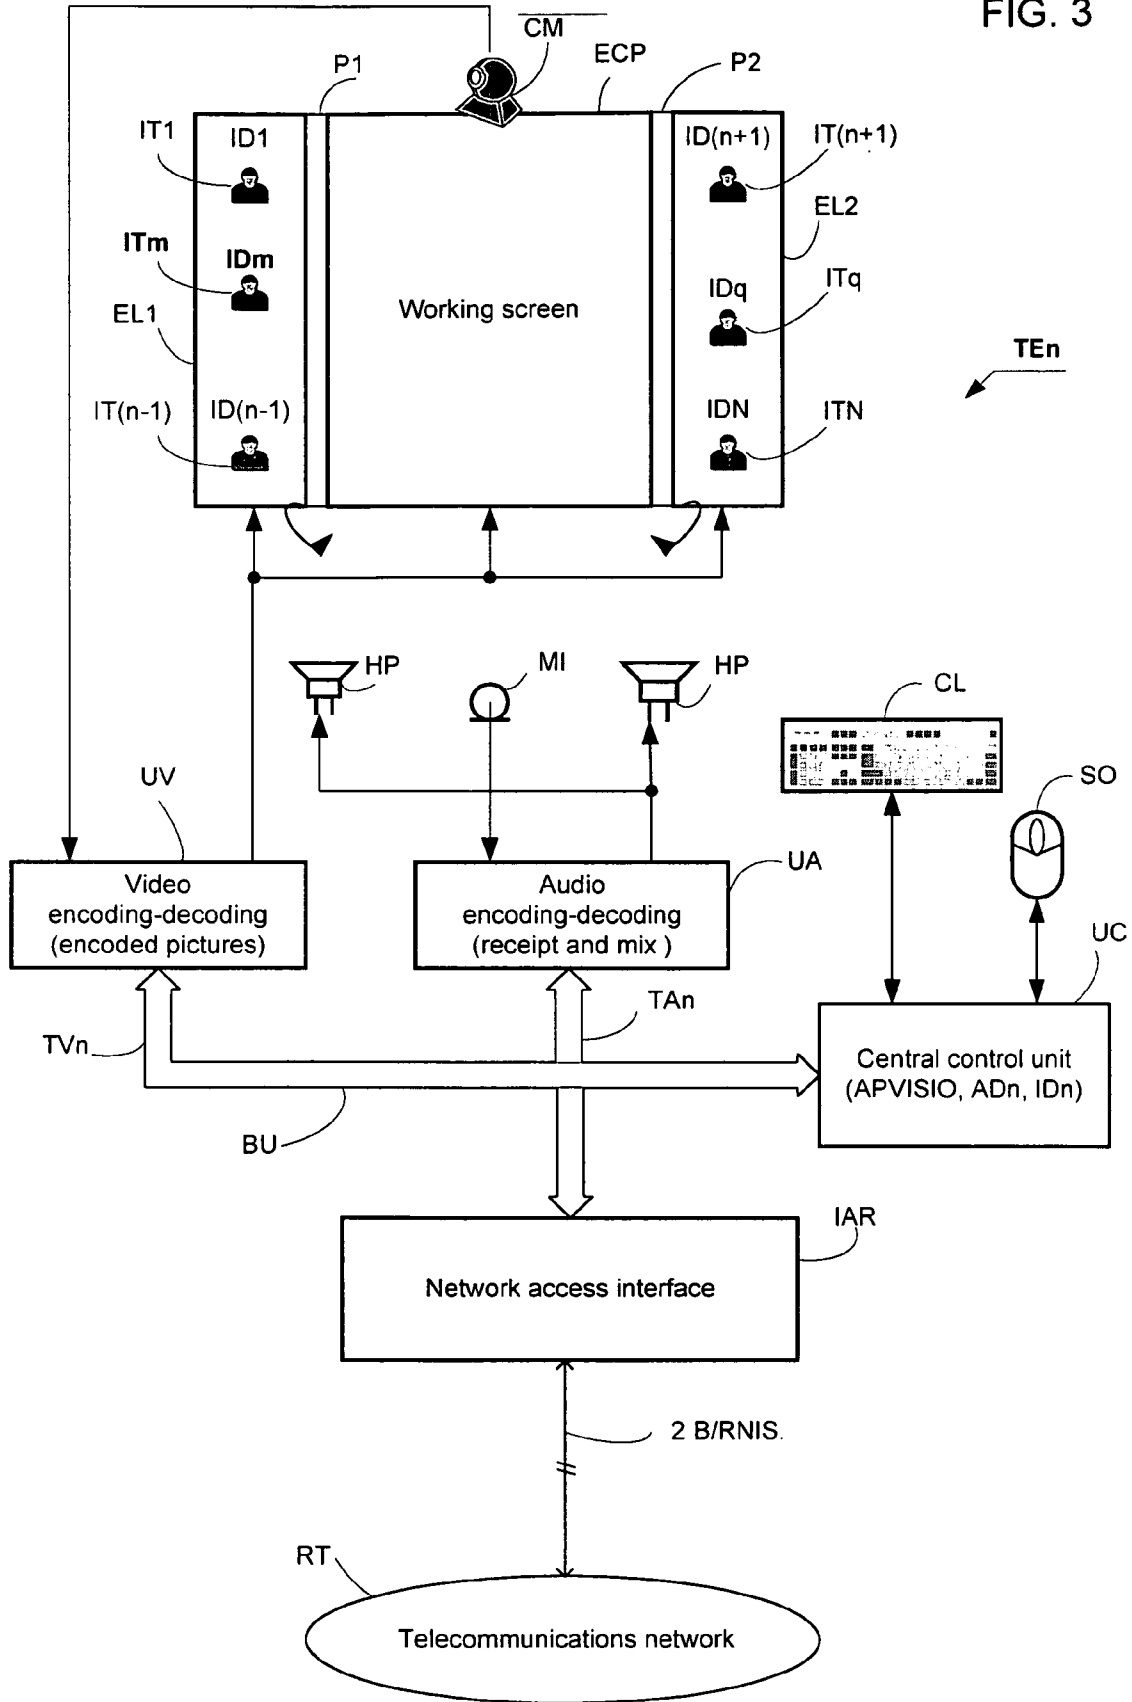 FIG. 3
CM
ECP
P1
P2
IT1
ID1
ID(n+1)
IT(n+1)
EL2
ITm
IDm
IDq
ITq
EL1
Working screen
TEn
IT(n-1)
ID(n-1)
IDN
ITN
HP
MI
HP
CL
SO
UV
UA
Video
encoding-decoding
(encoded pictures)
Audio
encoding-decoding
(receipt and mix )
UC
TAn
TVn
Central control unit
(APVISIO, ADn, IDn)
BU
IAR
Network access interface
2 B/RNIS.
RT
Telecommunications network